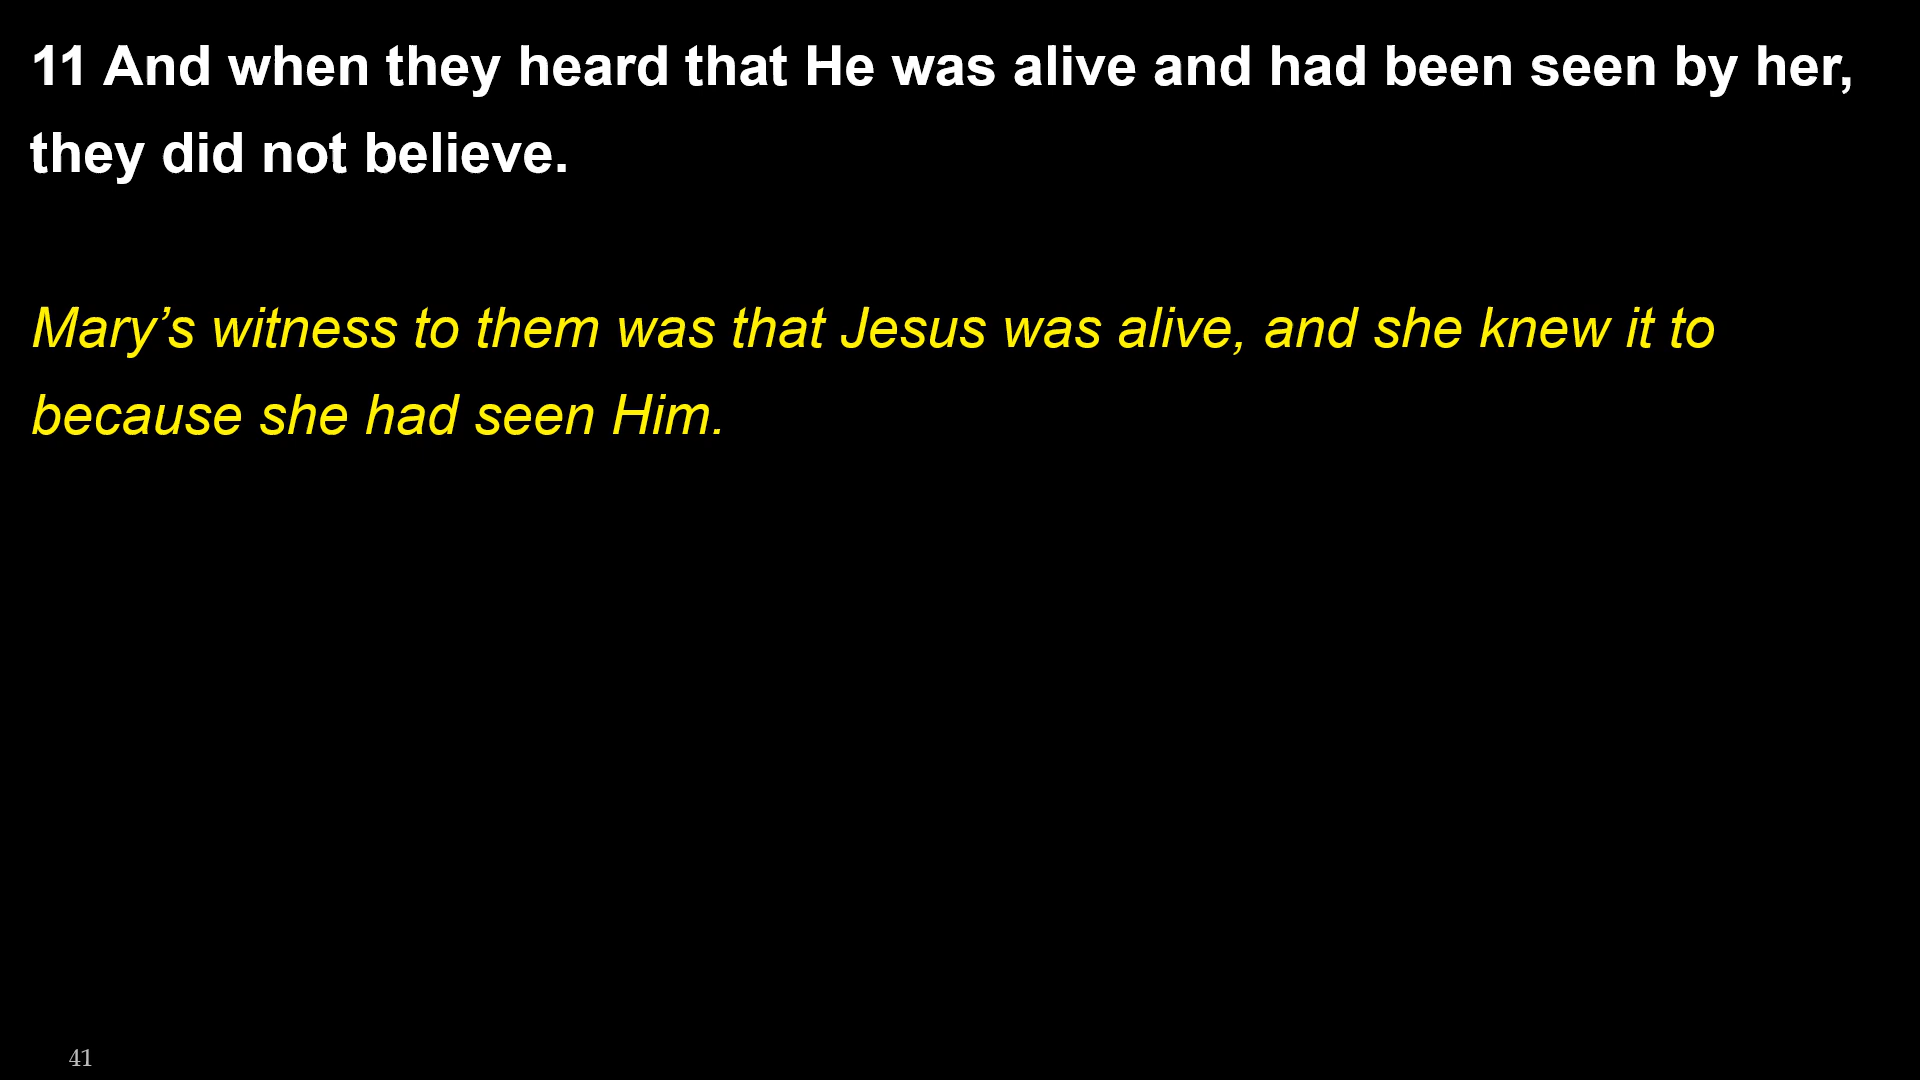 11 And when they heard that He was alive and had been seen by her,
they did not believe.
Mary’s witness to them was that Jesus was alive, and she knew it to
because she had seen Him.
41